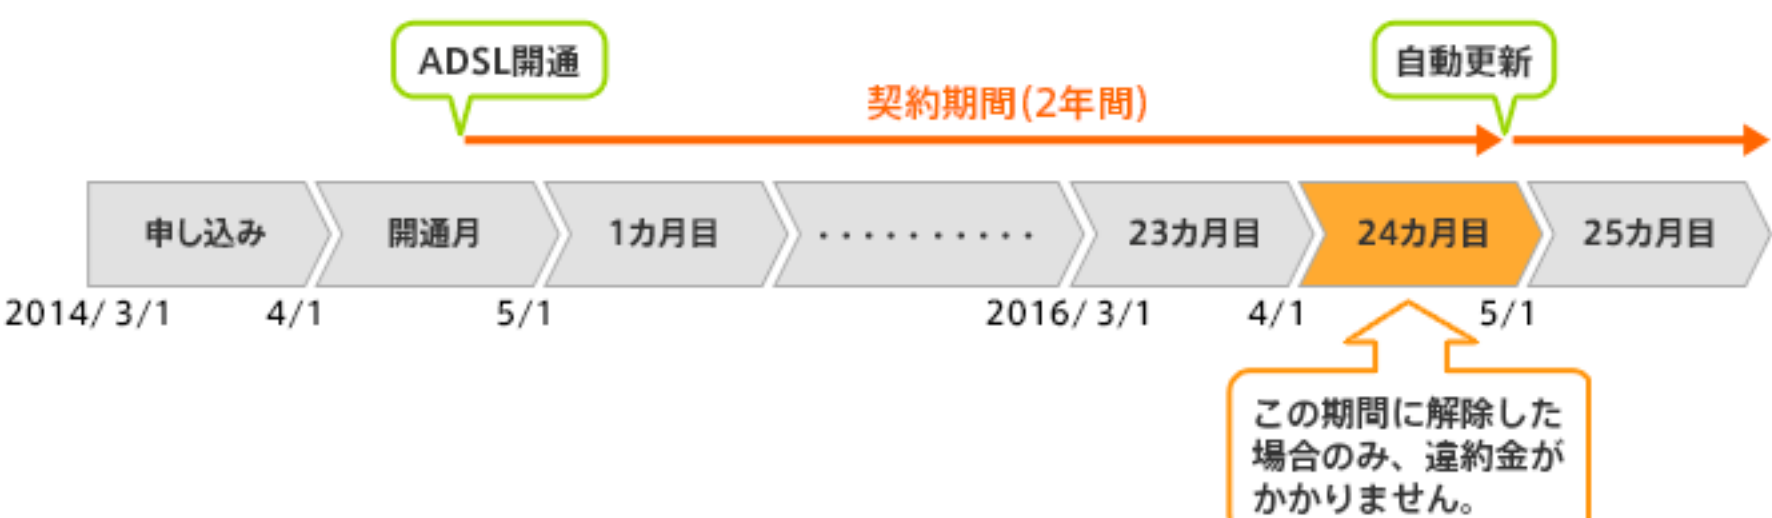 ADSL開通
自動更新
契約期間(2年間)
申し込み
開通月
1カ月目
・・・・・・・・・・
23カ月目
24カ月目
25カ月目
2014/ 3/1
4/1
5/1
2016/ 3/1
4/1
5/1
この期間に解除した
場合のみ、違約金が
かかりません。